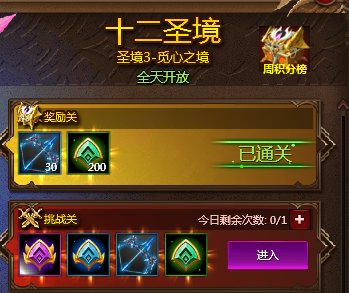 十二圣境
圣境3-觅心之境
全天开放
周积分榜
奖励关
30
200
已通关
挑战关
今日剩余次数: 0/1
进入